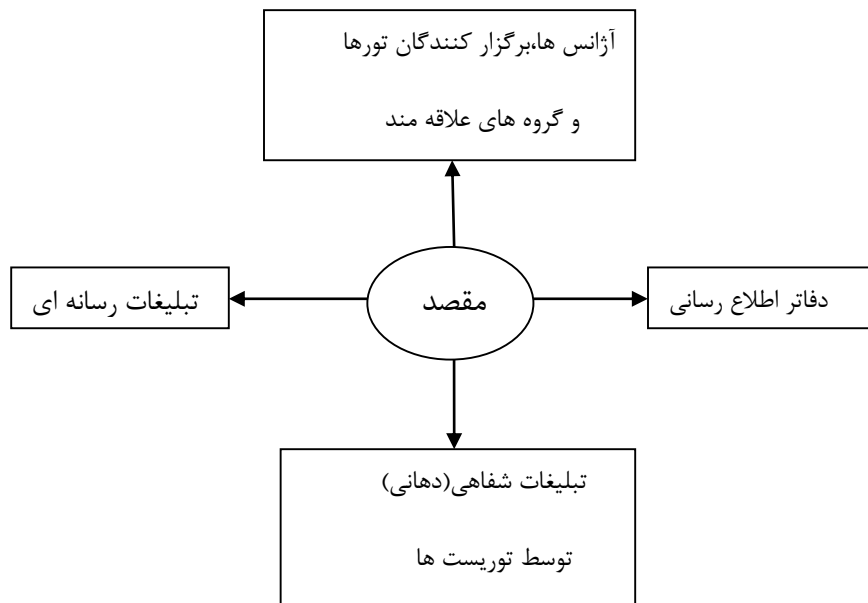 آژانس ها،برگزار کنندگان تورها
و گروه های علاقه مند
دفاتر اطلاع رسانی
مقصد
تبلیغات رسانه ای
تبلیغات شفاهی(دهانی)
توسط توریست ها